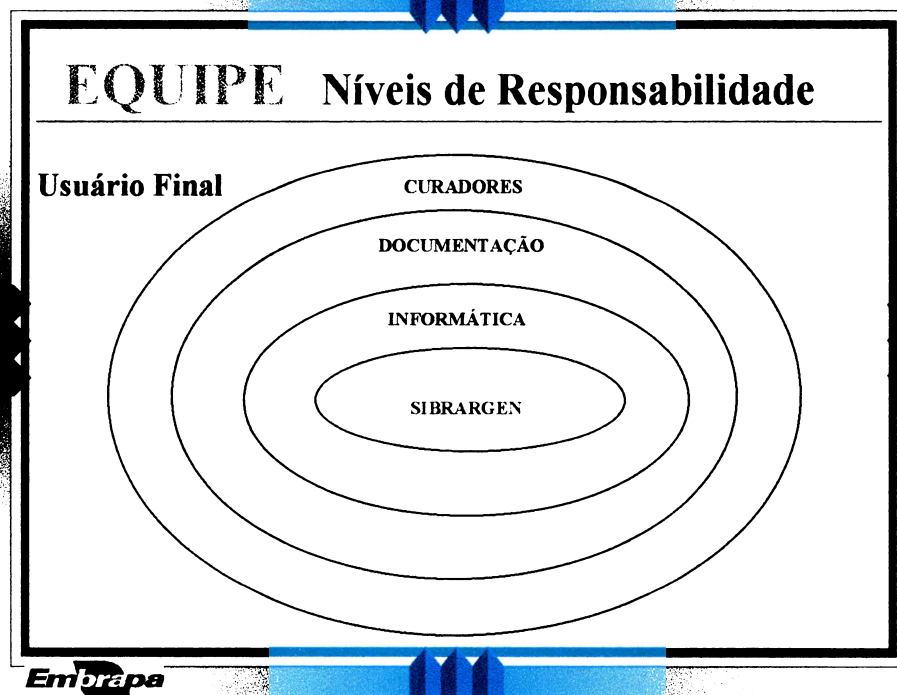 EQUIPE Níveis de Responsabilidade
Usuário Final
CURADORES
DOCUMENTAÇÃO
INFORMÁTICA
SIBRARGEN
Embrapa